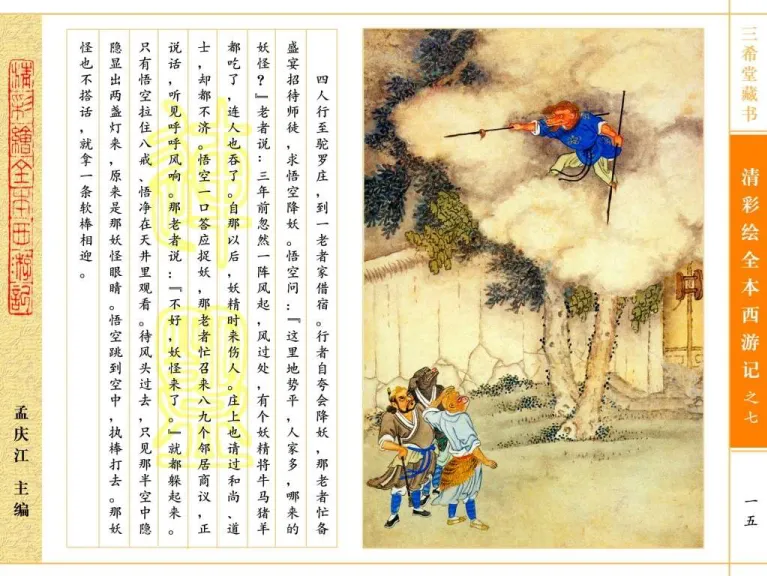 三希堂藏书
清彩绘全本西游记之七
一五
四人行至驼罗庄，到一老者家借宿。行者自夸会降妖，那老者忙备
盛宴招待师徒，求悟空降妖。悟空问：『这里地势平，人家多，哪来的
妖怪？』老者说：三年前忽然一阵风起，风过处，有个妖精将牛马猪羊
都吃了，连人也吞了。自那以后，妖精时来伤人。庄上也请过和尚、道
士，却都不济。悟空一口答应捉妖，那老者忙召来八九个邻居商议，正
说话，听见呼呼风响。那老者说：『不好，妖怪来了。』就都躲起来。
只有悟空拉住八戒、悟净在天井里观看。待风头过去，只见那半空中隐
隐显出两盏灯来，原来是那妖怪眼睛。悟空跳到空中，执棒打去。那妖
怪也不搭话，就拿一条软棒相迎。
清彩繪全本西游記
孟庆江 主编